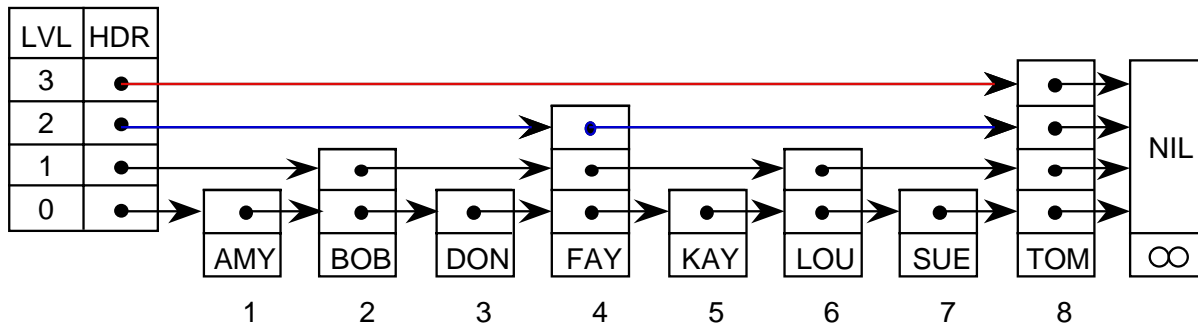 LVL HDR
3
2
1
0
NIL
AMY BOB DON FAY KAY LOU SUE TOM ∞
1 2 3 4 5 6 7 8